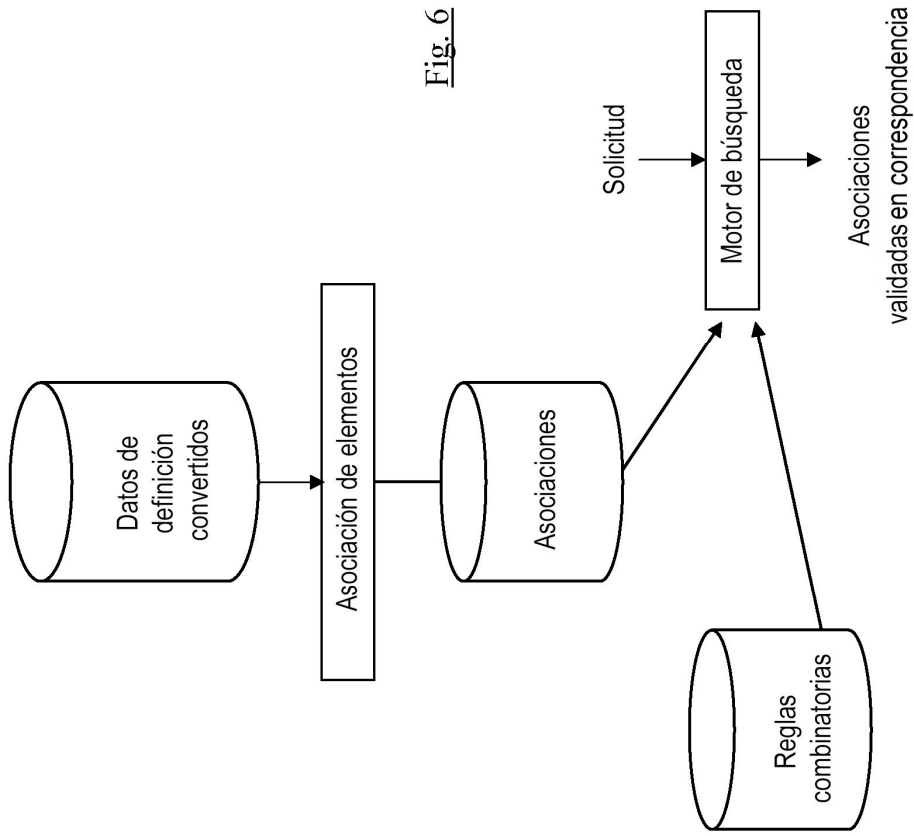 Datos de
definición
convertidos
Asociación de elementos
Asociaciones
Reglas
combinatorias
Solicitud
Motor de búsqueda
Asociaciones
validadas en correspondencia
Fig. 6